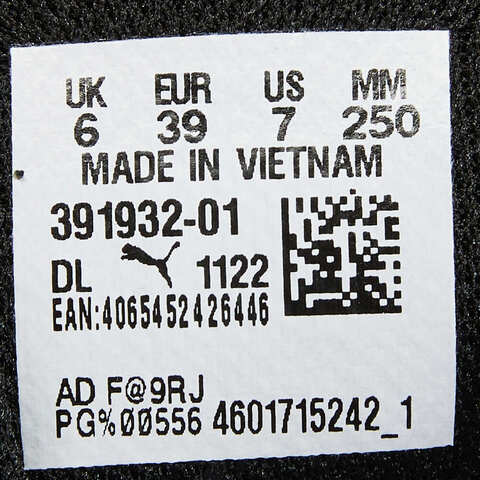 UK EUR US MM
6 39 7 250
MADE IN VIETNAM
391932-01
DL 1122
EAN:4065452426446
AD F@9RJ
PG%00556 4601715242_1